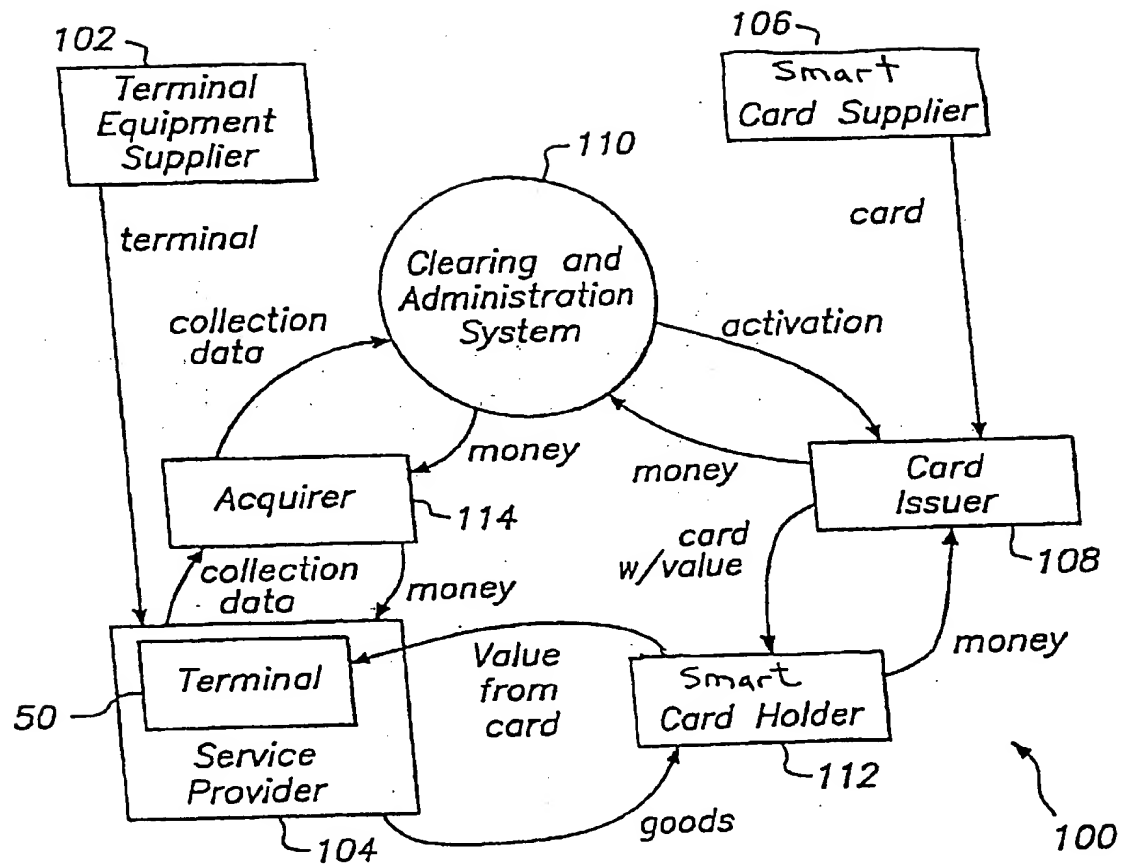 102
Terminal
Equipment
Supplier
106
Smart
Card Supplier
110
terminal
card
Clearing and
Administration
System
collection
data
activation
money
money
Acquirer
114
Card
Issuer
108
collection
data
money
card
w/value
money
Terminal
50
Service
Provider
104
Value
from
card
Smart
Card Holder
112
goods
100